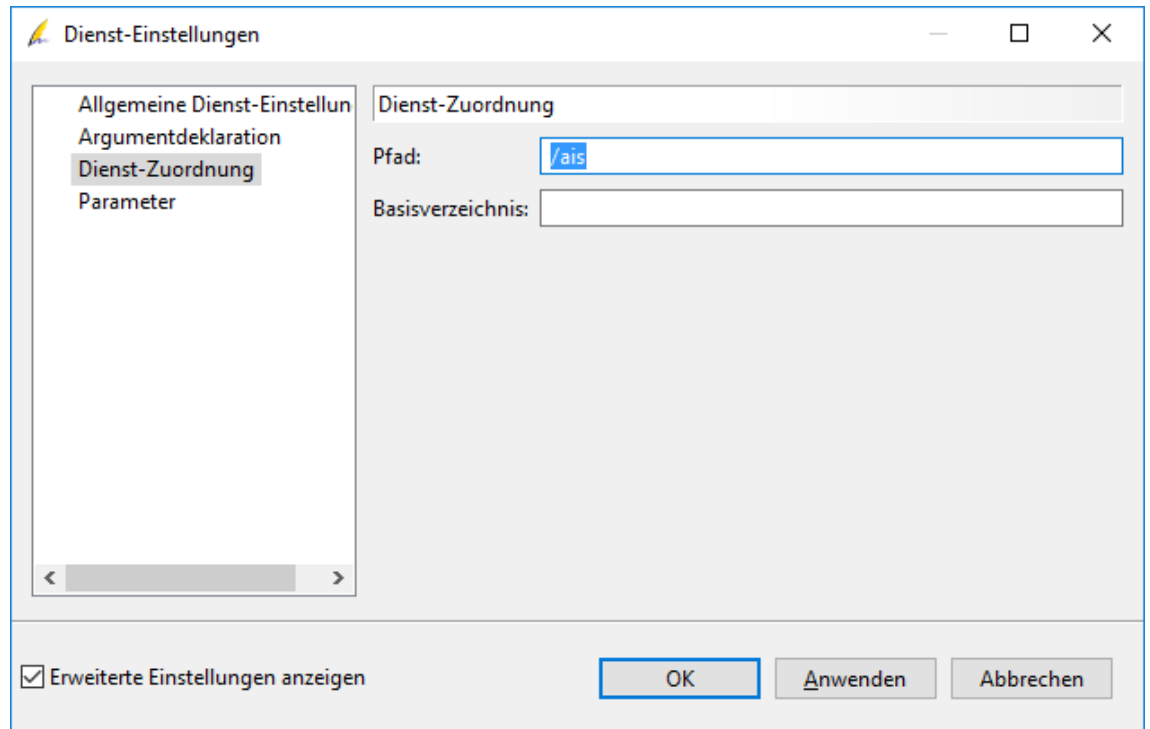 Dienst-Einstellungen
Allgemeine Dienst-Einstellun
Argumentdeklaration
Dienst-Zuordnung
Parameter
Dienst-Zuordnung
Pfad: /ais
Basisverzeichnis:
Erweiterte Einstellungen anzeigen
OK
Anwenden
Abbrechen